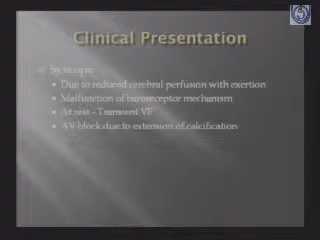 Clinical Presentation
Syncope
Due to reduced cerebral perfusion with exertion
Malfunction of baroreceptor mechanism
At rest - Transient VF
AV block due to extension of calcification